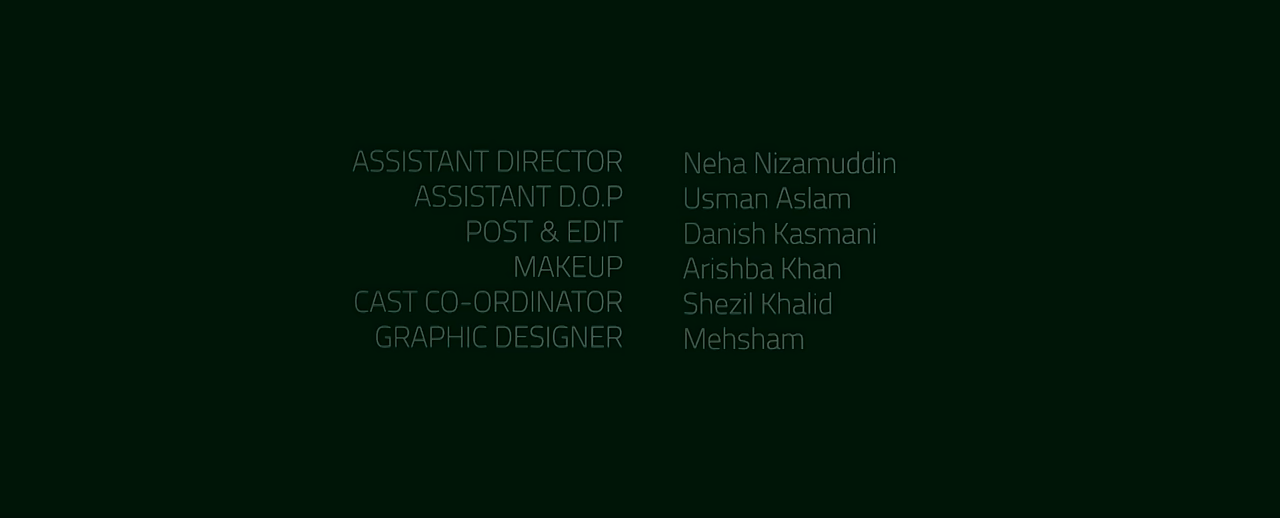 ASSISTANT DIRECTOR Neha Nizamuddin
ASSISTANT D.O.P Usman Aslam
POST & EDIT Danish Kasmani
MAKEUP Arishba Khan
CAST CO-ORDINATOR Shezil Khalid
GRAPHIC DESIGNER Mehsham